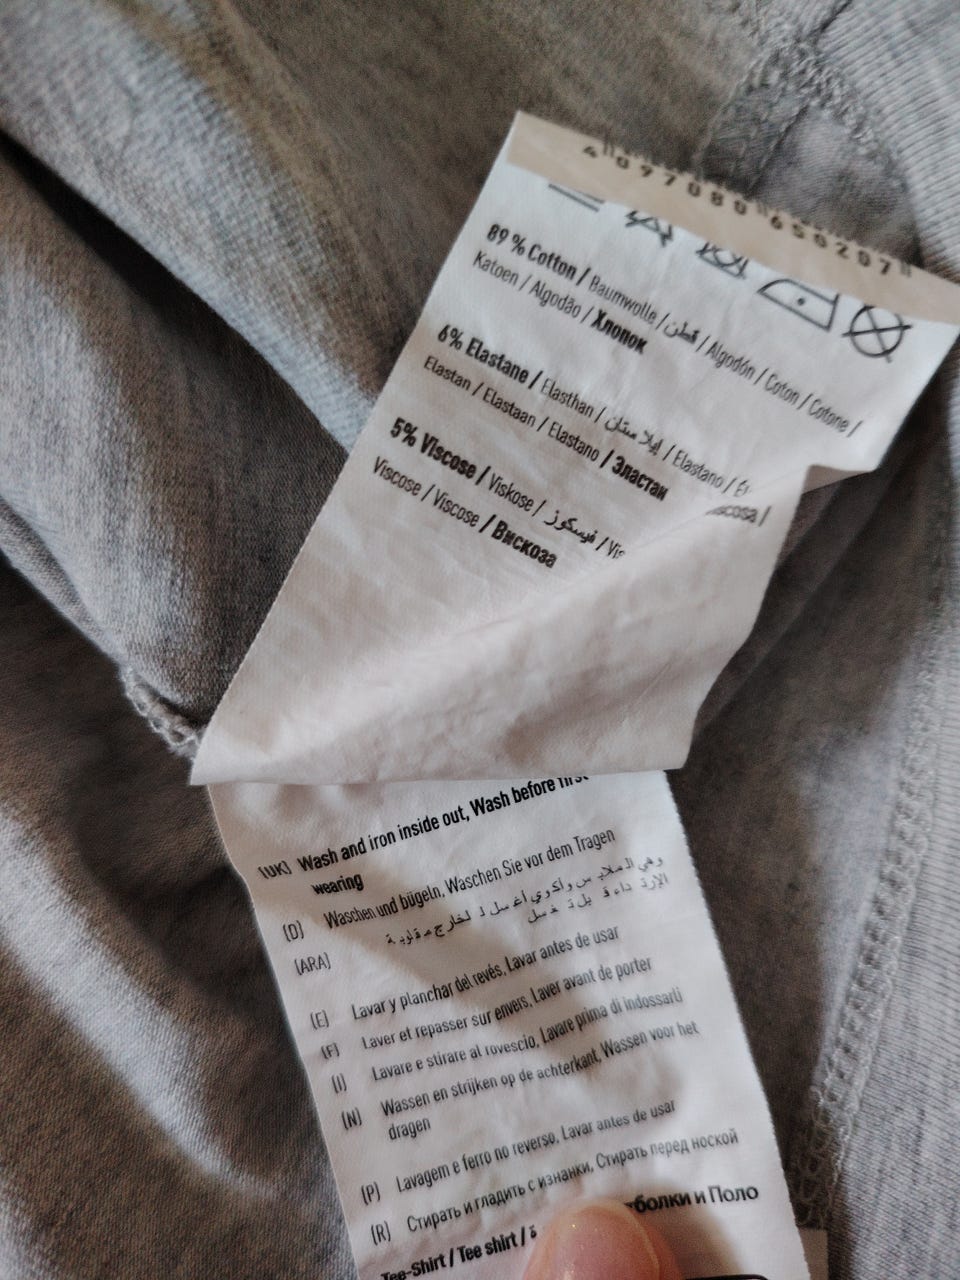 4 097080 650207
89 % Cotton / Baumwolle / قطن / Algodón / Coton / Cotone /
Katoen / Algodão / Хлопок
6% Elastane / Elasthan / إيلاستان / Elastano /
Elastan / Elastaan / Elastano / Эластан
5% Viscose / Viskose / فيسكوز /
Viscose / Viscose / Вискоза
(UK) Wash and iron inside out, Wash before first
wearing
(D) Waschen und bügeln, Waschen Sie vor dem Tragen
(ARA)
(E) Lavar y planchar del revés, Lavar antes de usar
(F) Laver et repasser sur envers, Laver avant de porter
(I) Lavare e stirare al rovescio, Lavare prima di indossarli
(N) Wassen en strijken op de achterkant, Wassen voor het
dragen
(P) Lavagem e ferro no reverso, Lavar antes de usar
(R) Стирать и гладить с изнанки, Стирать перед ноской
Tee-Shirt / Tee shirt / и Поло